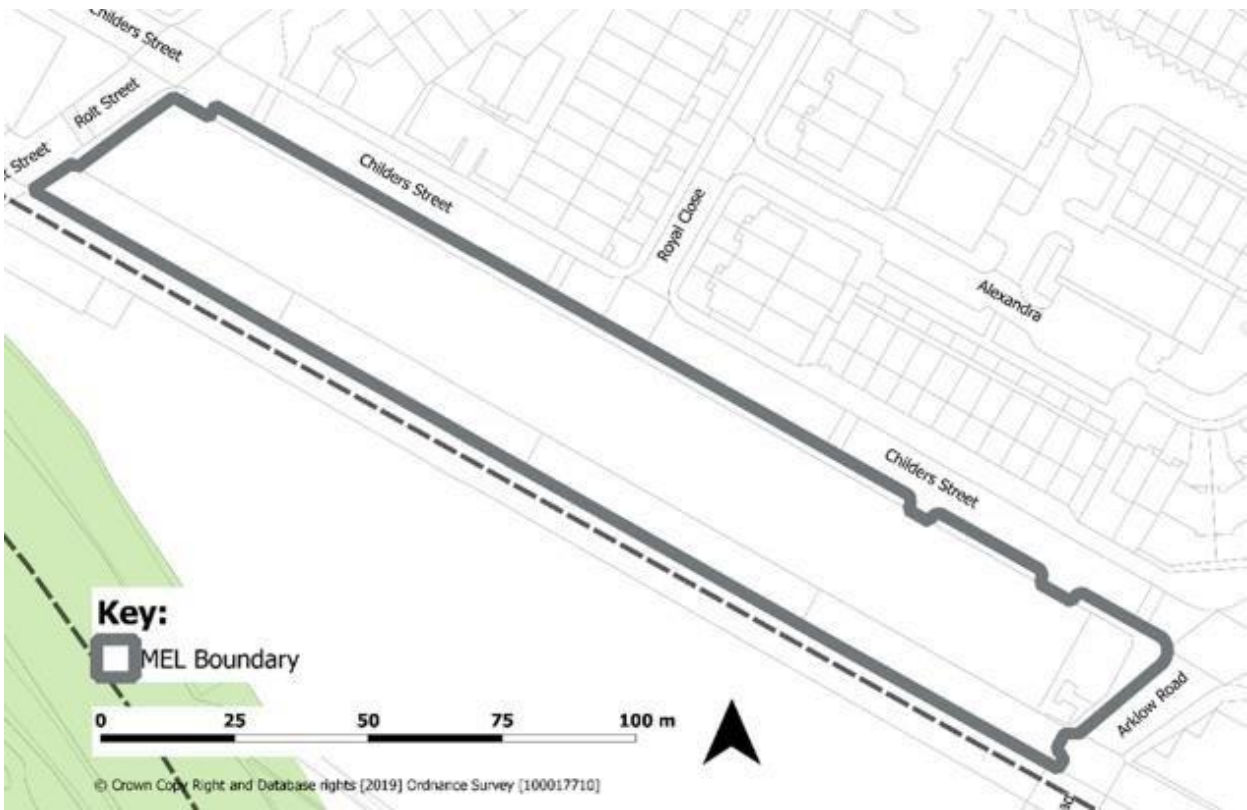 Childers Street
Rolt Street
Street
Childers Street
Royal Close
Alexandra
Childers Street
Arklow Road
Key:
MEL Boundary
0 25 50 75 100 m
© Crown Copy Right and Database rights [2019] Ordnance Survey [100017710]